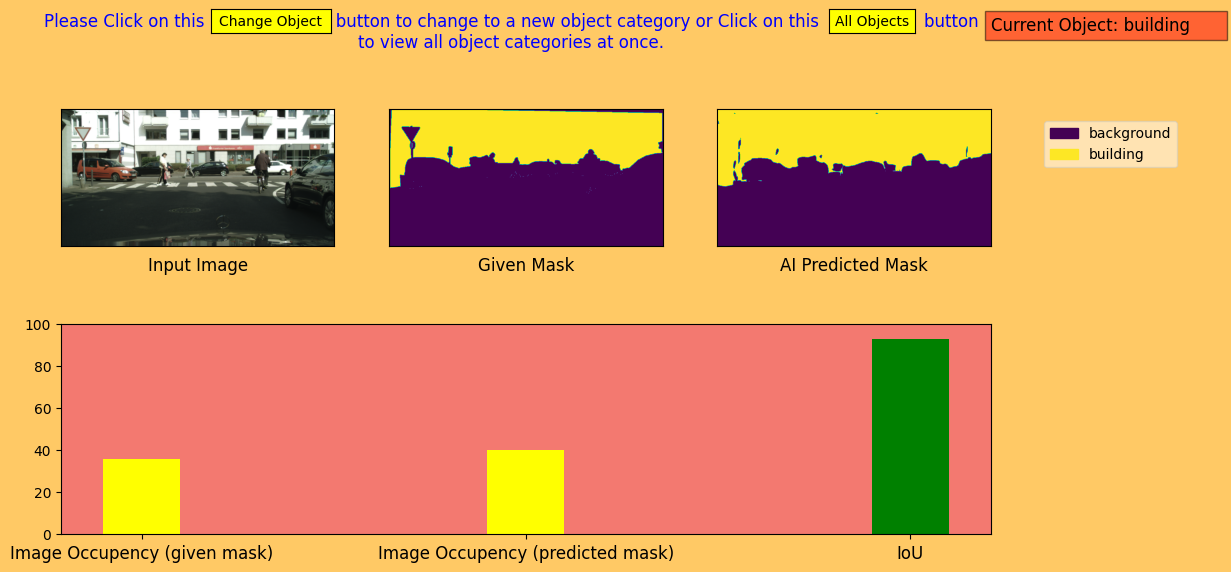 Please Click on this Change Object button to change to a new object category or Click on this All Objects button
to view all object categories at once.
Current Object: building
background
building
Input Image
Given Mask
AI Predicted Mask
100
80
60
40
20
0
Image Occupancy (given mask)
Image Occupancy (predicted mask)
IoU